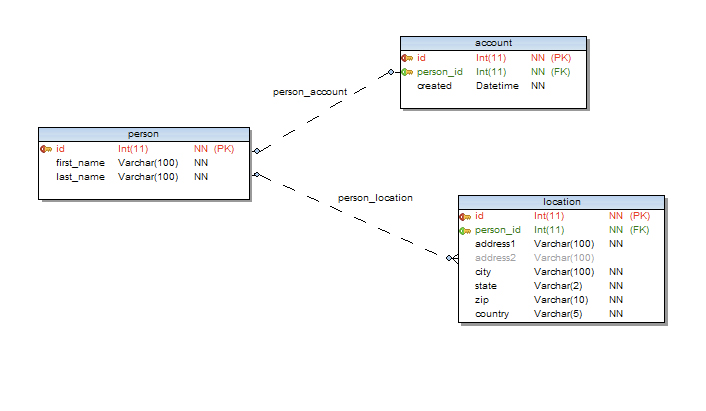 account
id Int(11) NN (PK)
person_id Int(11) NN (FK)
created Datetime NN
person_account
person
id Int(11) NN (PK)
first_name Varchar(100) NN
last_name Varchar(100) NN
person_location
location
id Int(11) NN (PK)
person_id Int(11) NN (FK)
address1 Varchar(100) NN
address2 Varchar(100)
city Varchar(100) NN
state Varchar(2) NN
zip Varchar(10) NN
country Varchar(5) NN